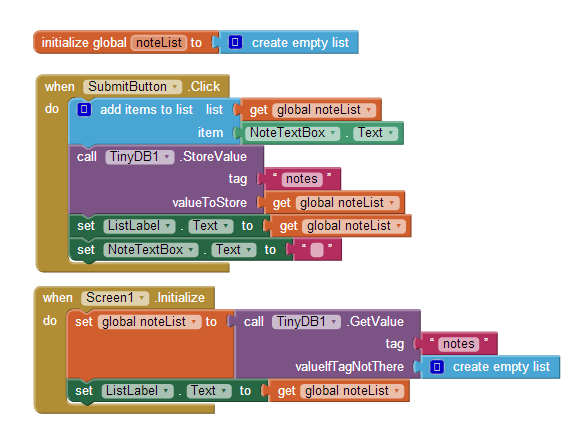 initialize global noteList to create empty list
when SubmitButton .Click
do add items to list list get global noteList
item NoteTextBox . Text
call TinyDB1 .StoreValue
tag “ notes ”
valueToStore get global noteList
set ListLabel . Text to get global noteList
set NoteTextBox . Text to “ ”
when Screen1 .Initialize
do set global noteList to call TinyDB1 .GetValue
tag “ notes ”
valueIfTagNotThere create empty list
set ListLabel . Text to get global noteList